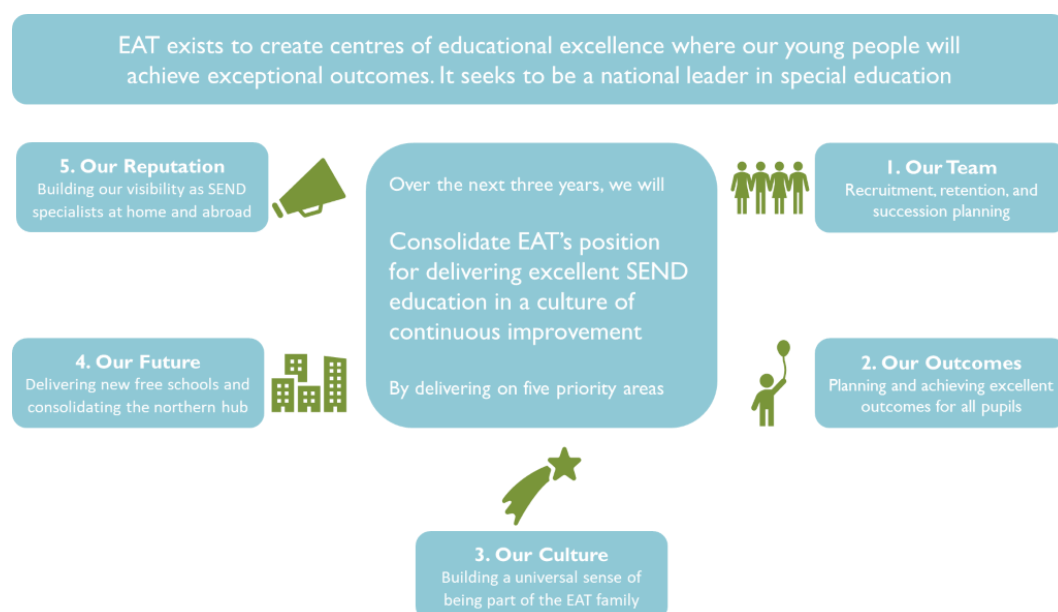 EAT exists to create centres of educational excellence where our young people will
achieve exceptional outcomes. It seeks to be a national leader in special education
5. Our Reputation
Building our visibility as SEND
specialists at home and abroad
Over the next three years, we will
Consolidate EAT's position
for delivering excellent SEND
education in a culture of
continuous improvement
By delivering on five priority areas
1. Our Team
Recruitment, retention, and
succession planning
4. Our Future
Delivering new free schools and
consolidating the northern hub
2. Our Outcomes
Planning and achieving excellent
outcomes for all pupils
3. Our Culture
Building a universal sense of
being part of the EAT family